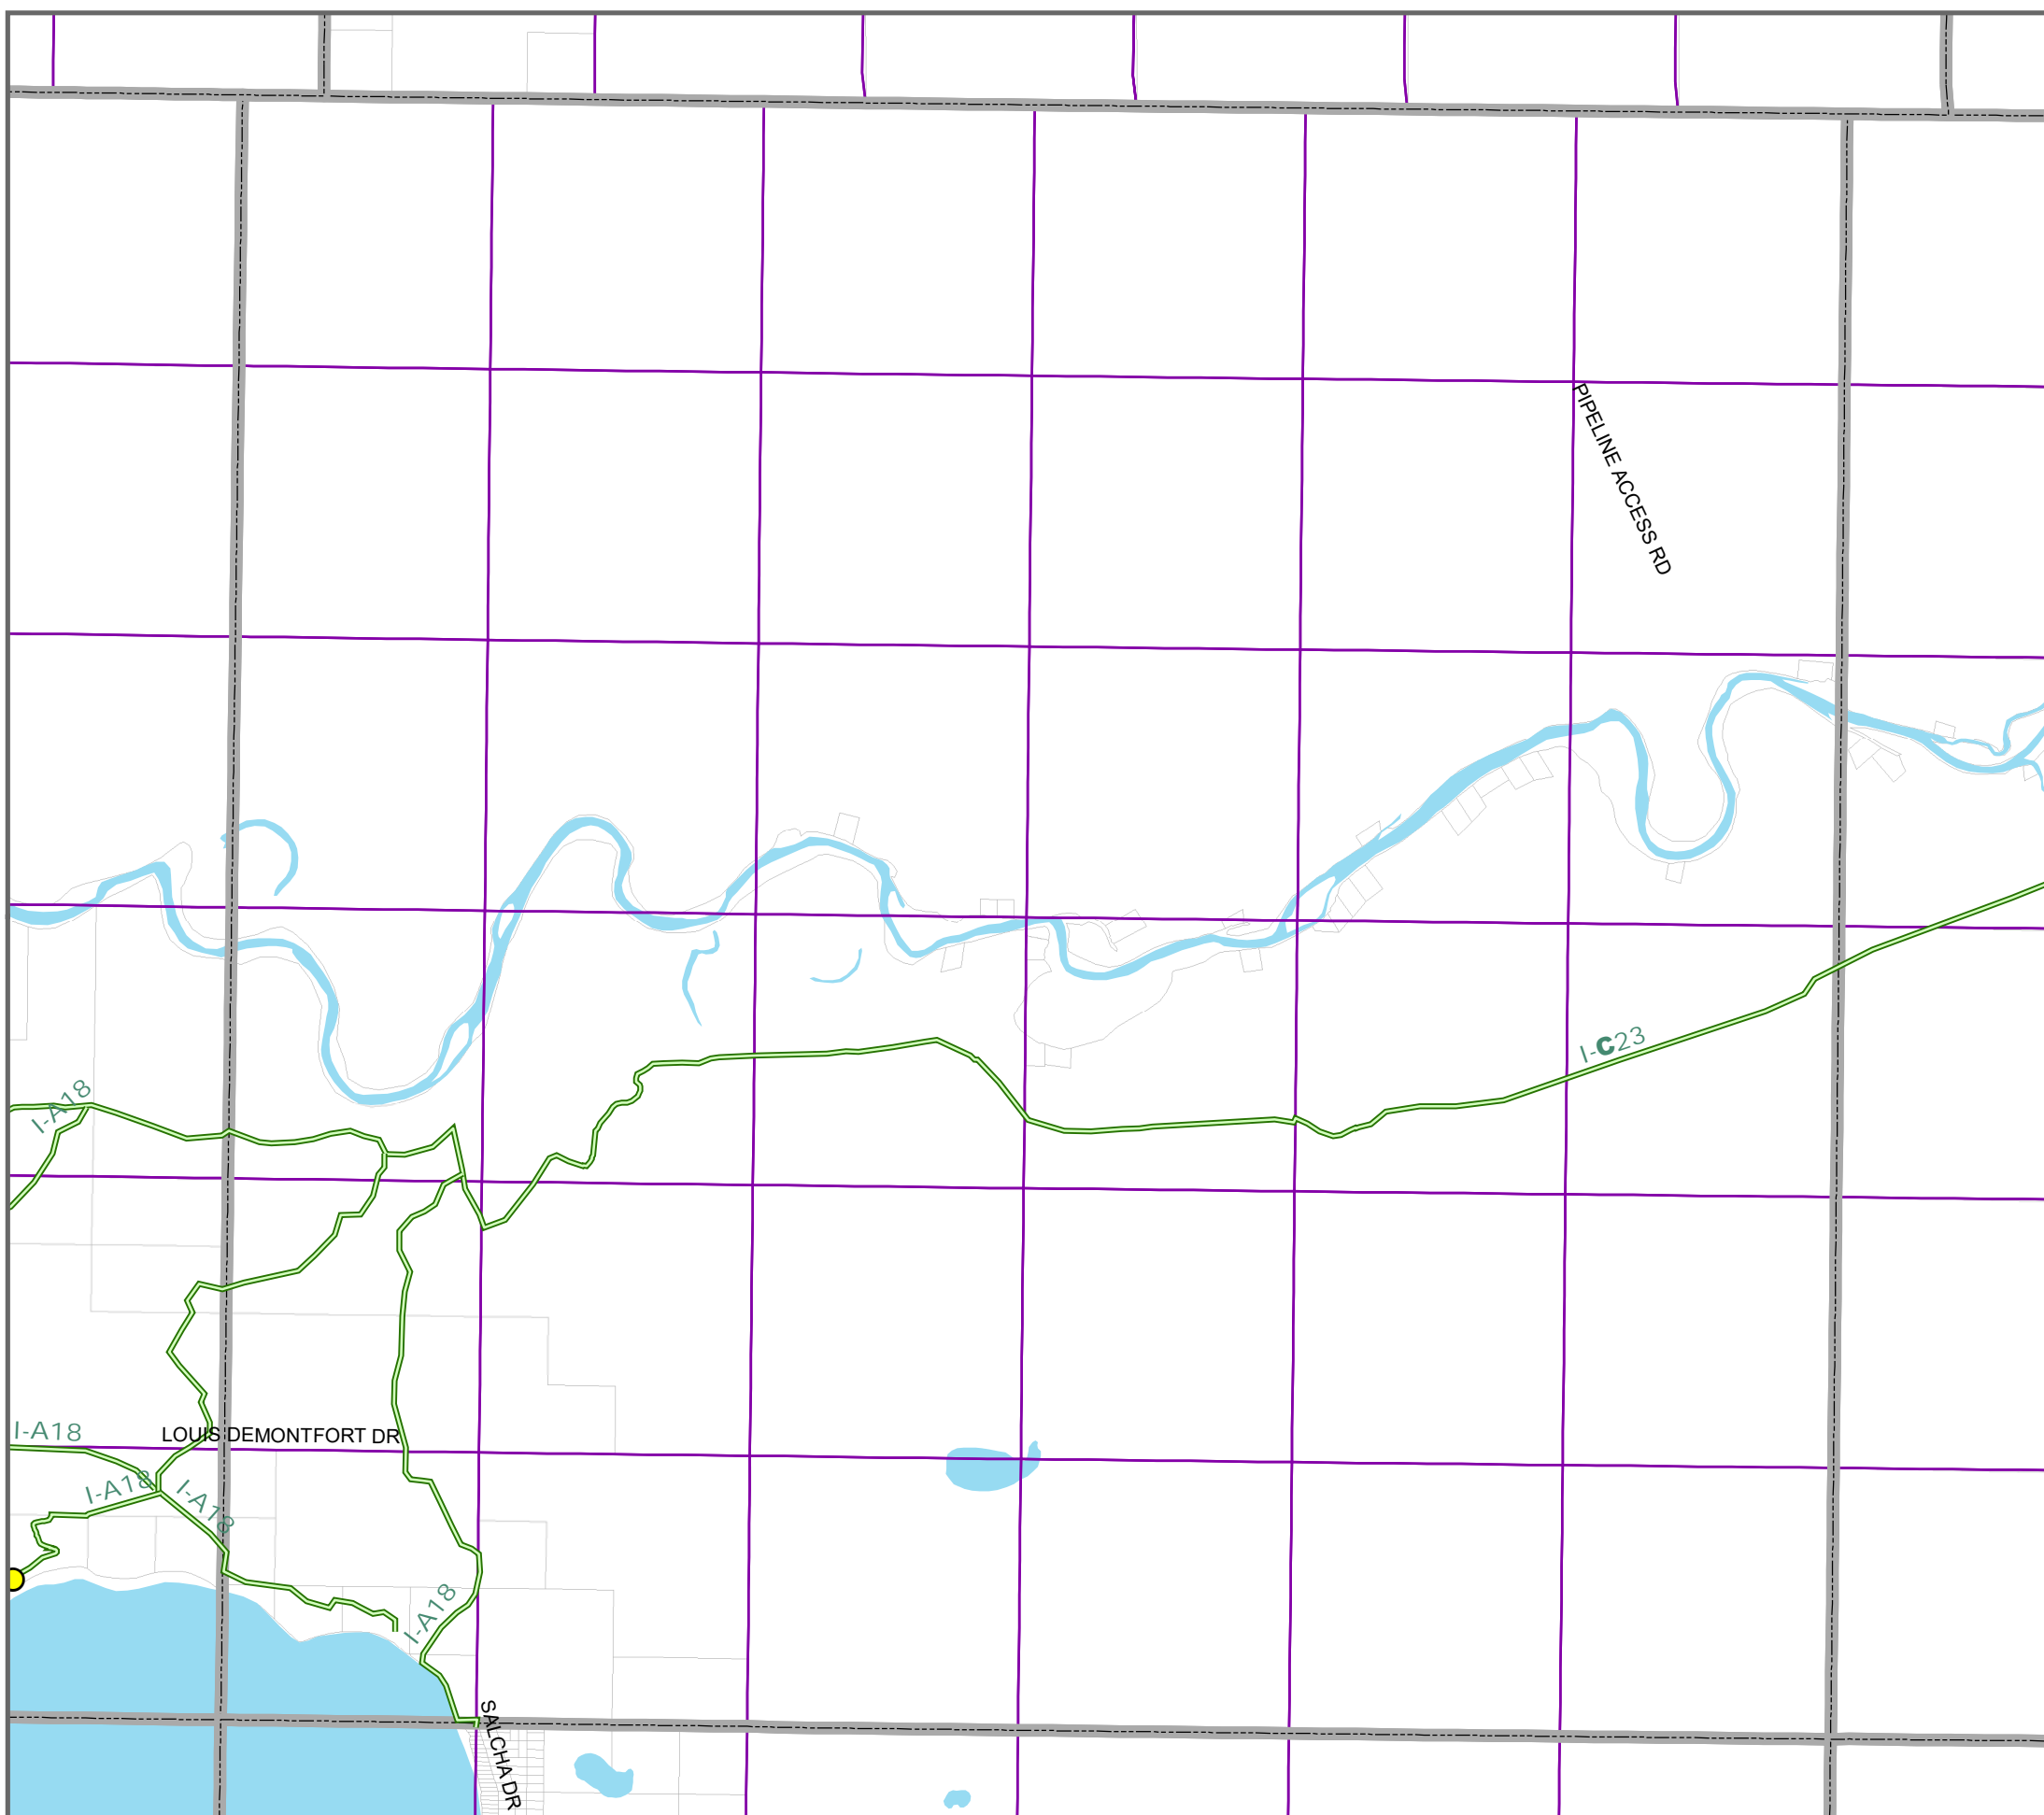 PIPELINE ACCESS RD
I-C23
I-A18
I-A18
LOUIS DEMONTFORT DR
I-A18
I-A18
I-A18
SALCHA DR